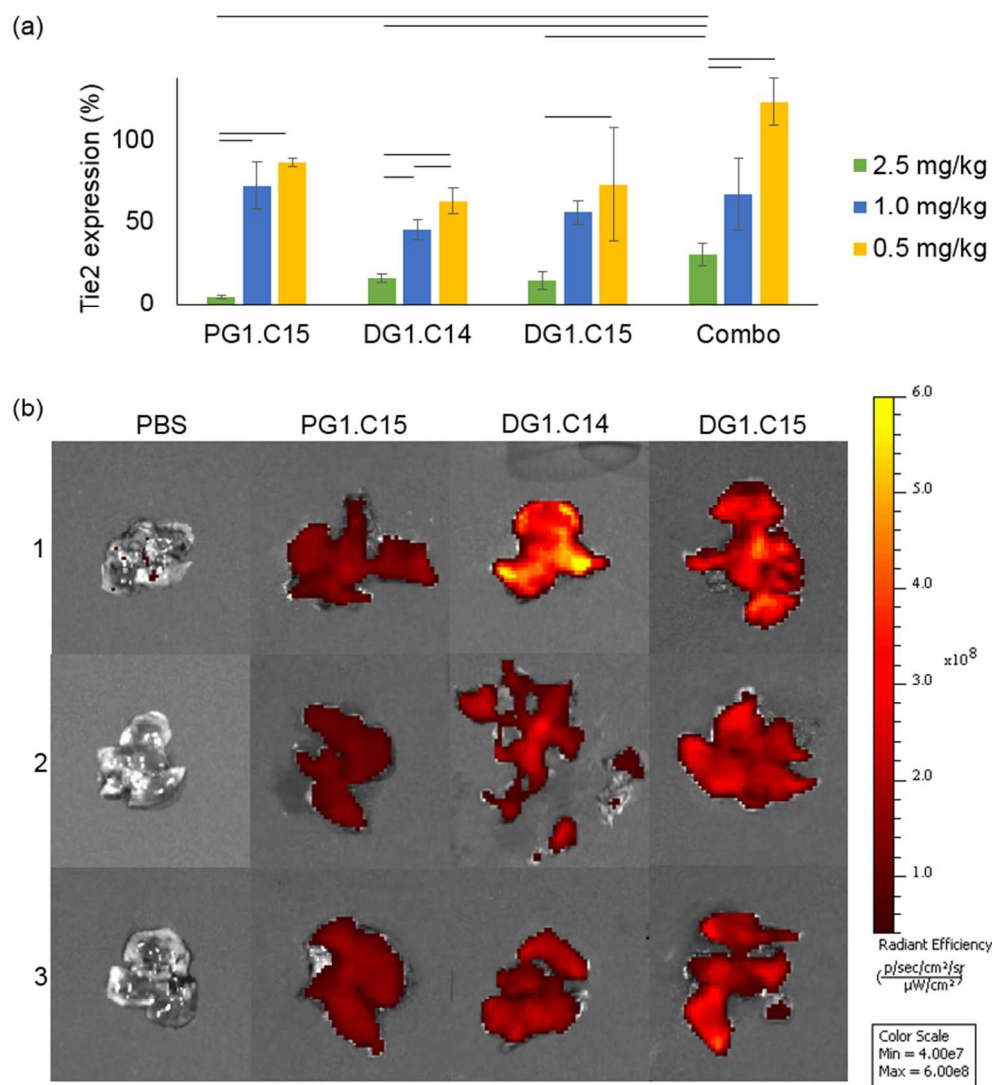 (a)
Tie2 expression (%)
100
50
0
PG1.C15 DG1.C14 DG1.C15 Combo
2.5 mg/kg
1.0 mg/kg
0.5 mg/kg
(b)
PBS PG1.C15 DG1.C14 DG1.C15
1
2
3
6.0
5.0
4.0
x10⁸
3.0
2.0
1.0
Radiant Efficiency
(p/sec/cm²/sr
µW/cm²)
Color Scale
Min = 4.00e7
Max = 6.00e8